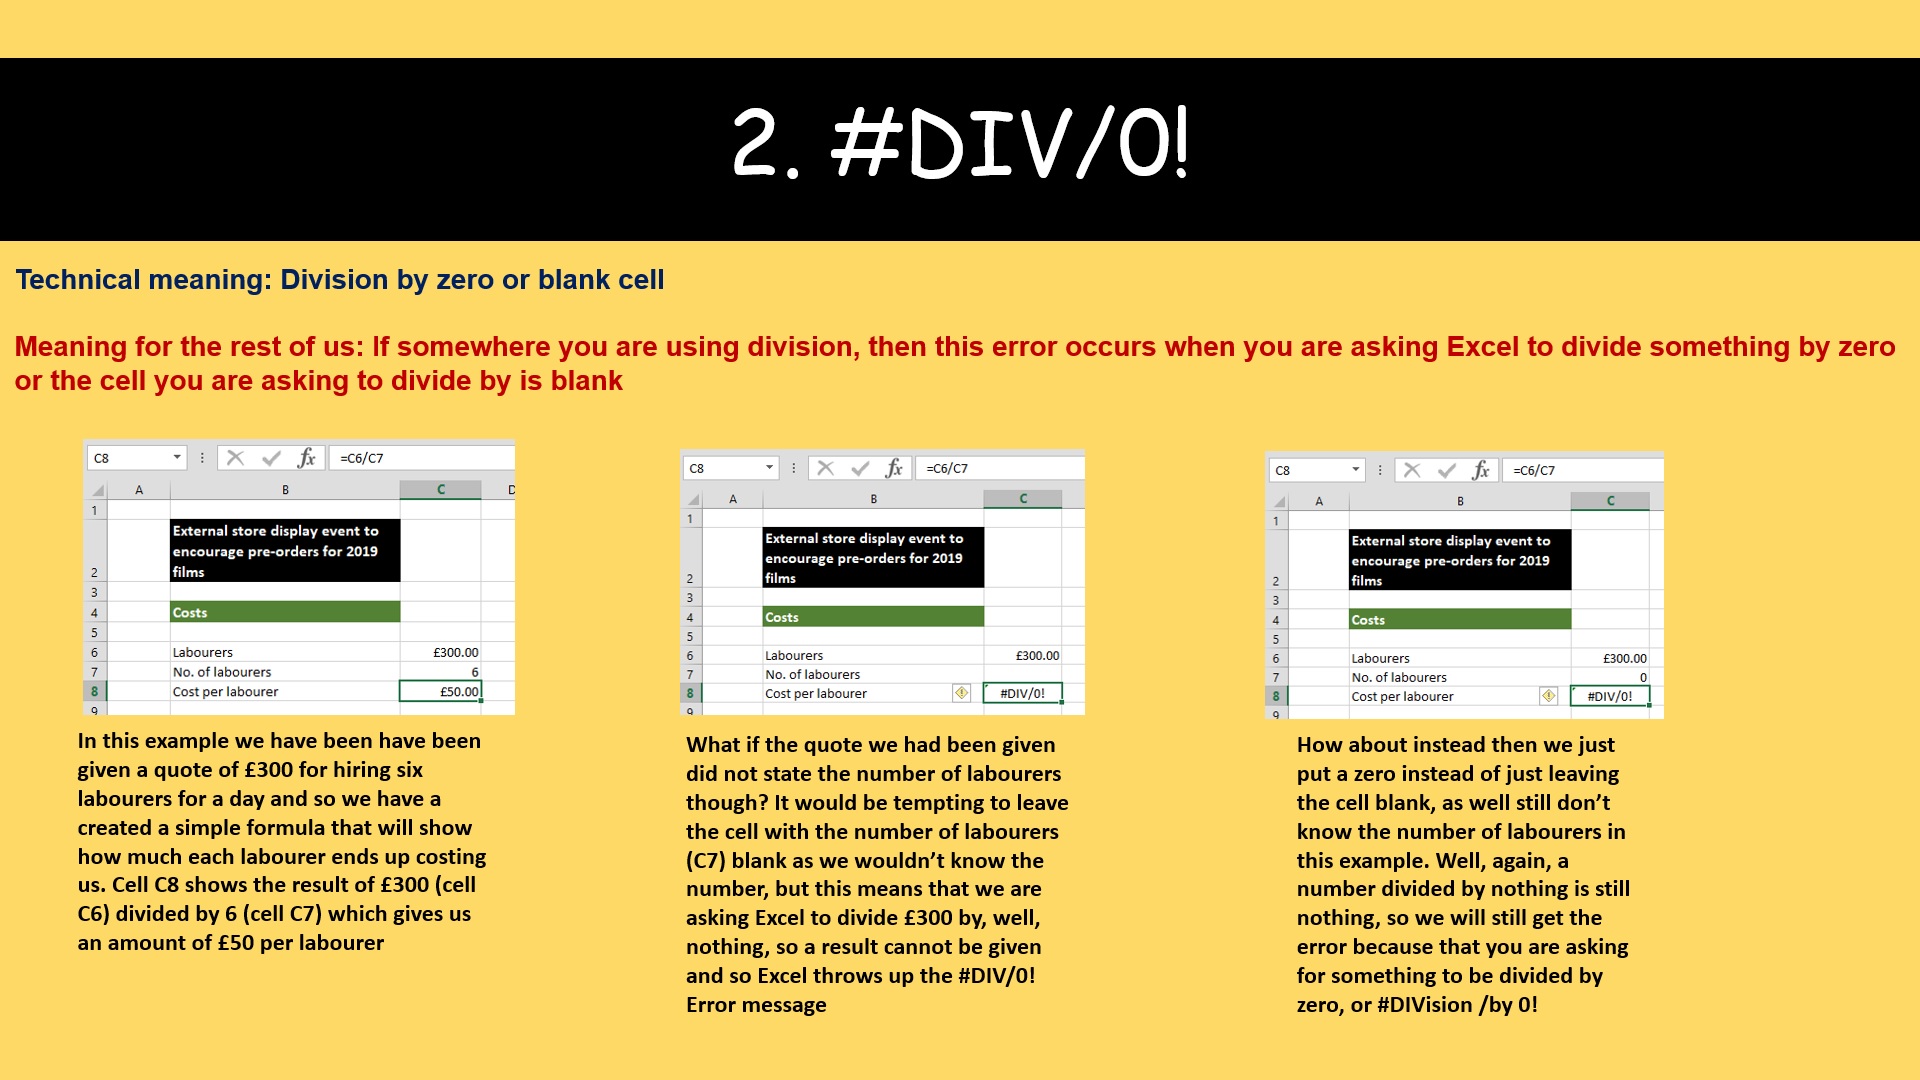 2. #DIV/0!
Technical meaning: Division by zero or blank cell
Meaning for the rest of us: If somewhere you are using division, then this error occurs when you are asking Excel to divide something by zero
or the cell you are asking to divide by is blank
C8 fx =C6/C7
A B C D
1
External store display event to
encourage pre-orders for 2019
2 films
3
4 Costs
5
6 Labourers £300.00
7 No. of labourers 6
8 Cost per labourer £50.00
9
In this example we have been have been
given a quote of £300 for hiring six
labourers for a day and so we have a
created a simple formula that will show
how much each labourer ends up costing
us. Cell C8 shows the result of £300 (cell
C6) divided by 6 (cell C7) which gives us
an amount of £50 per labourer
C8 fx =C6/C7
A B C
1
External store display event to
encourage pre-orders for 2019
2 films
3
4 Costs
5
6 Labourers £300.00
7 No. of labourers
8 Cost per labourer #DIV/0!
9
What if the quote we had been given
did not state the number of labourers
though? It would be tempting to leave
the cell with the number of labourers
(C7) blank as we wouldn’t know the
number, but this means that we are
asking Excel to divide £300 by, well,
nothing, so a result cannot be given
and so Excel throws up the #DIV/0!
Error message
C8 fx =C6/C7
A B C
1
External store display event to
encourage pre-orders for 2019
2 films
3
4 Costs
5
6 Labourers £300.00
7 No. of labourers 0
8 Cost per labourer #DIV/0!
9
How about instead then we just
put a zero instead of just leaving
the cell blank, as well still don’t
know the number of labourers in
this example. Well, again, a
number divided by nothing is still
nothing, so we will still get the
error because that you are asking
for something to be divided by
zero, or #DIVision /by 0!